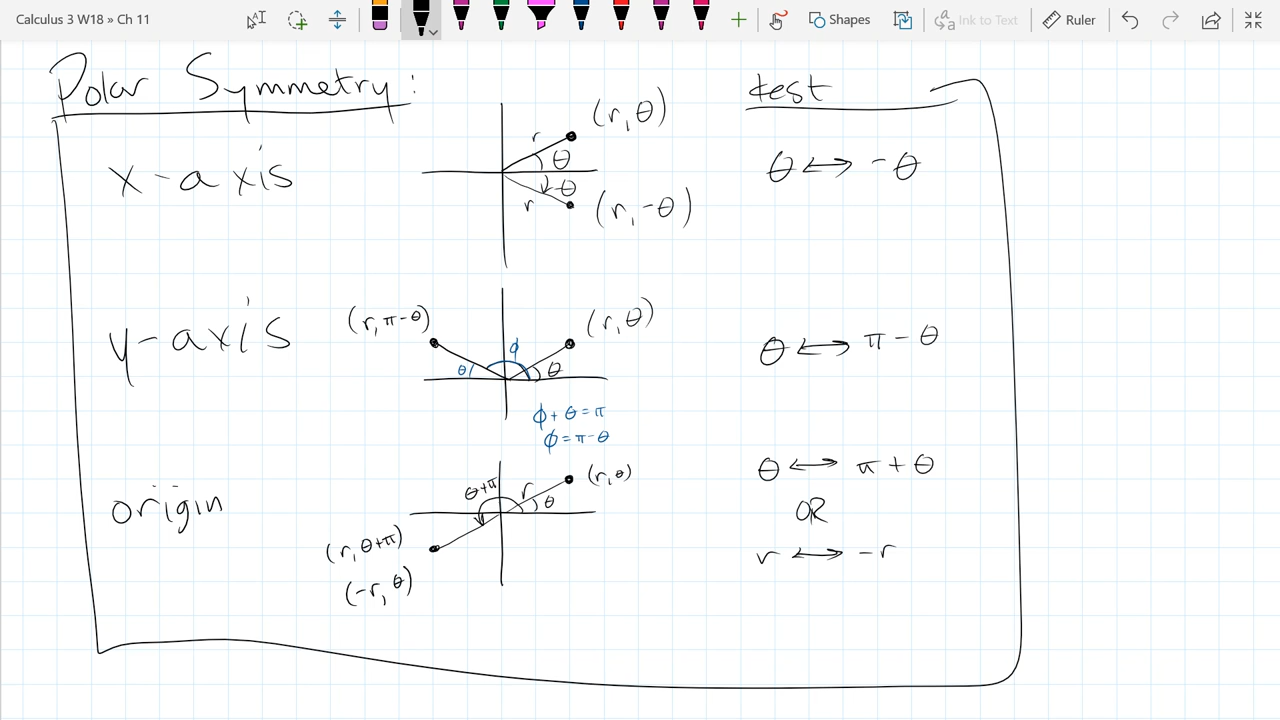 Calculus 3 W18 » Ch 11
Shapes
Ink to Text
Ruler
Polar Symmetry:
test
x-axis
(r, θ)
r
θ
-θ
r
(r, -θ)
θ ↔ -θ
y-axis
(r, π-θ)
(r, θ)
ϕ
θ
θ
ϕ + θ = π
ϕ = π - θ
θ ↔ π - θ
origin
θ+π
r
θ
(r, θ)
(r, θ+π)
(-r, θ)
θ ↔ π + θ
OR
r ↔ -r